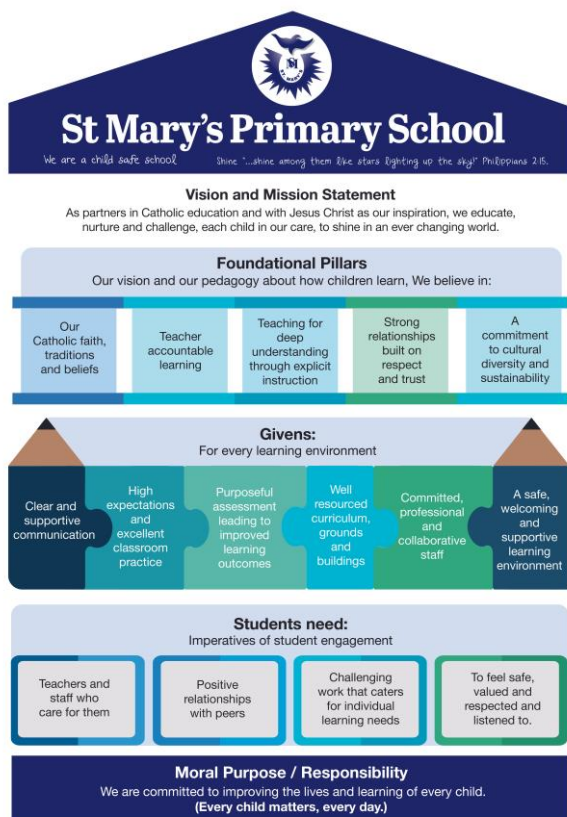 ST. MARY'S
St Mary's Primary School
We are a child safe school
Shine "...shine among them like stars lighting up the sky!" Philippians 2:15.
Vision and Mission Statement
As partners in Catholic education and with Jesus Christ as our inspiration, we educate,
nurture and challenge, each child in our care, to shine in an ever changing world.
Foundational Pillars
Our vision and our pedagogy about how children learn, We believe in:
Our
Catholic faith,
traditions
and beliefs
Teacher
accountable
learning
Teaching for
deep
understanding
through explicit
instruction
Strong
relationships
built on
respect
and trust
A
commitment
to cultural
diversity and
sustainability
Givens:
For every learning environment
Clear and
supportive
communication
High
expectations
and
excellent
classroom
practice
Purposeful
assessment
leading to
improved
learning
outcomes
Well
resourced
curriculum,
grounds
and
buildings
Committed,
professional
and
collaborative
staff
A safe,
welcoming
and
supportive
learning
environment
Students need:
Imperatives of student engagement
Teachers and
staff who
care for them
Positive
relationships
with peers
Challenging
work that caters
for individual
learning needs
To feel safe,
valued and
respected and
listened to.
Moral Purpose / Responsibility
We are committed to improving the lives and learning of every child.
(Every child matters, every day.)